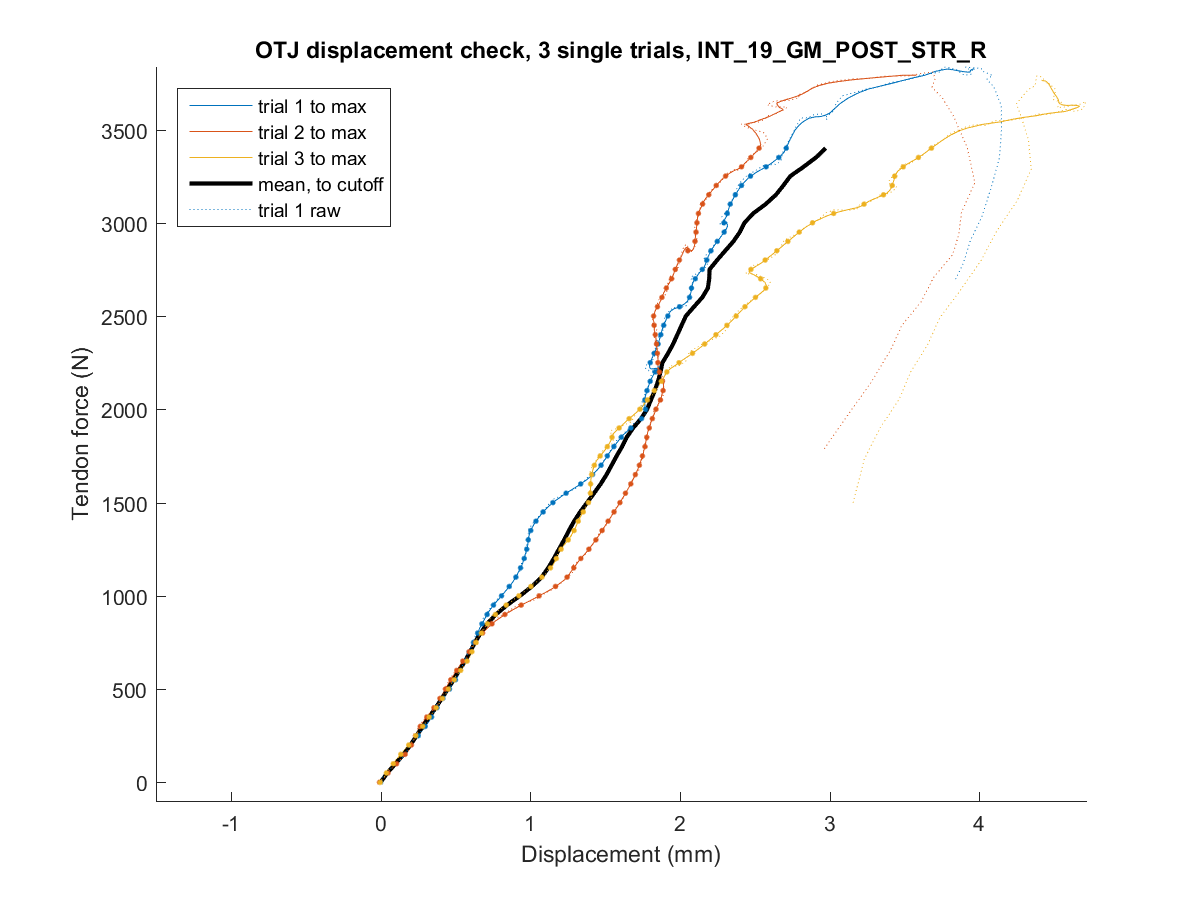 OTJ displacement check, 3 single trials, INT_19_GM_POST_STR_R
trial 1 to max
trial 2 to max
trial 3 to max
mean, to cutoff
trial 1 raw
3500
3000
2500
2000
1500
1000
500
0
Tendon force (N)
-1
0
1
2
3
4
Displacement (mm)